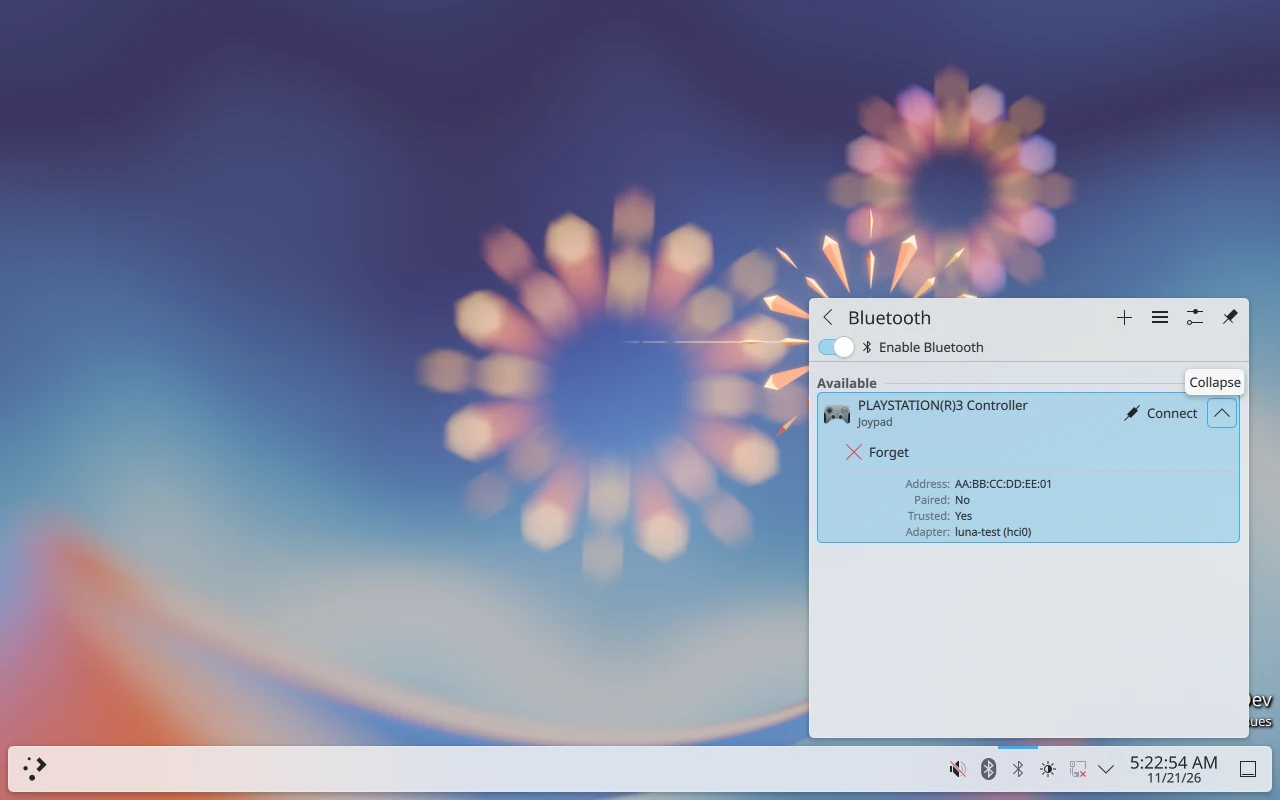 Bluetooth
Enable Bluetooth
Available
Collapse
PLAYSTATION(R)3 Controller
Joypad
Connect
Forget
Address: AA:BB:CC:DD:EE:01
Paired: No
Trusted: Yes
Adapter: luna-test (hci0)
5:22:54 AM
11/21/26